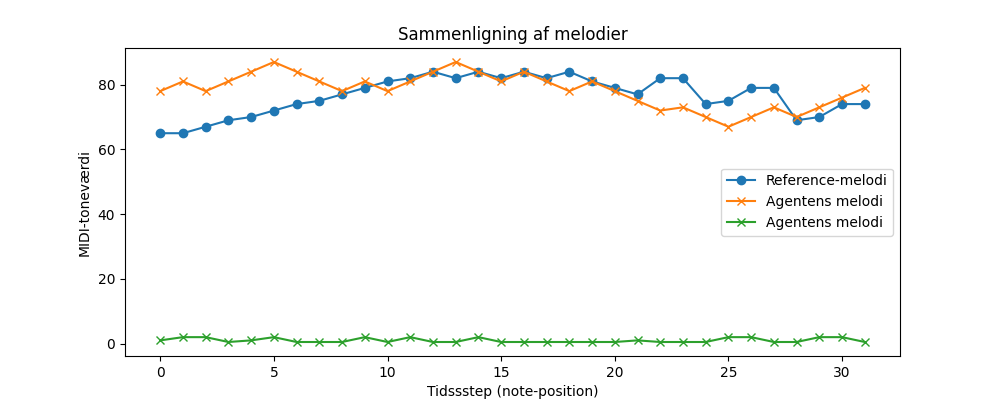 Sammenligning af melodier
MIDI-toneværdi
80
60
40
20
0
Reference-melodi
Agentens melodi
Agentens melodi
0 5 10 15 20 25 30
Tidssstep (note-position)